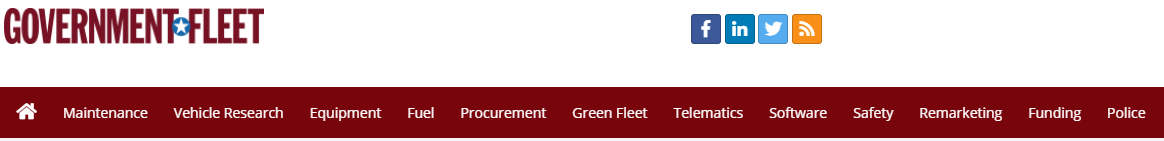 GOVERNMENT FLEET
Maintenance Vehicle Research Equipment Fuel Procurement Green Fleet Telematics Software Safety Remarketing Funding Police